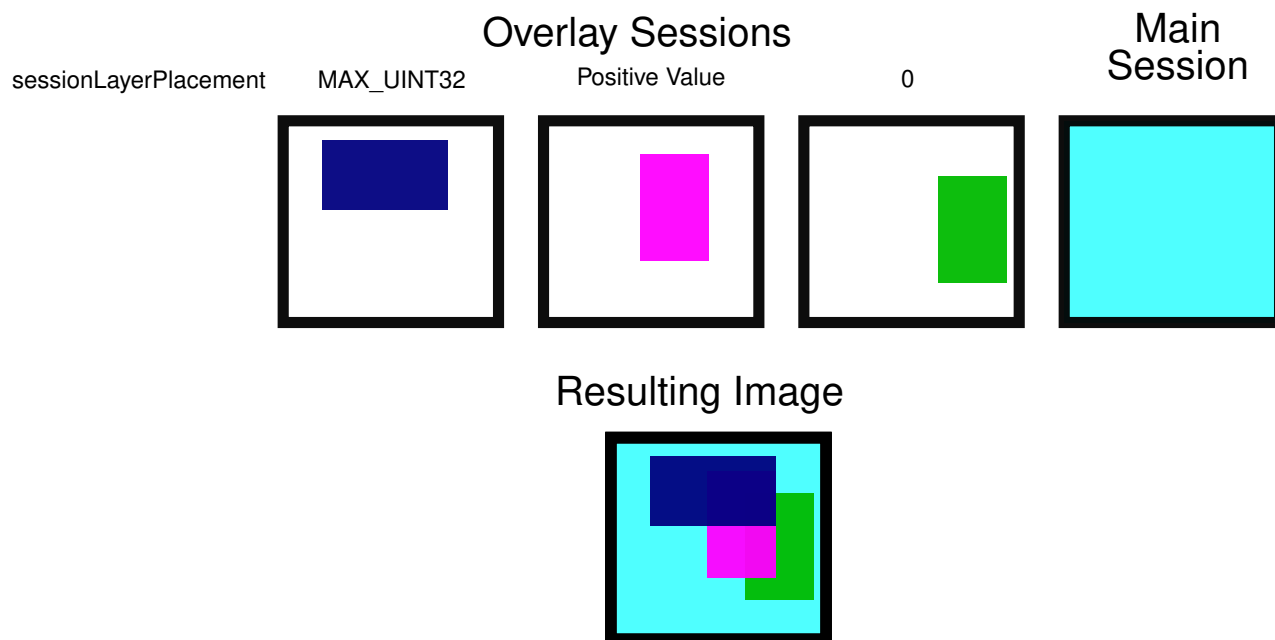 Overlay Sessions
Main
Session
sessionLayerPlacement
MAX_UINT32
Positive Value
0
Resulting Image